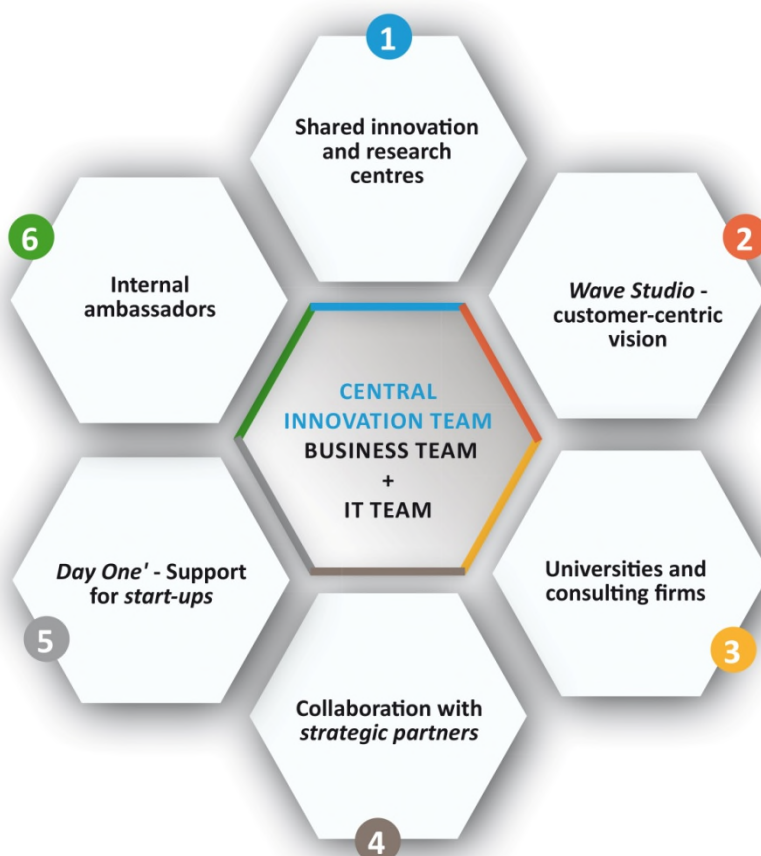 1
Shared innovation
and research
centres
2
Wave Studio -
customer-centric
vision
3
Universities and
consulting firms
4
Collaboration with
strategic partners
5
Day One' - Support
for start-ups
6
Internal
ambassadors
CENTRAL
INNOVATION TEAM
BUSINESS TEAM
+
IT TEAM